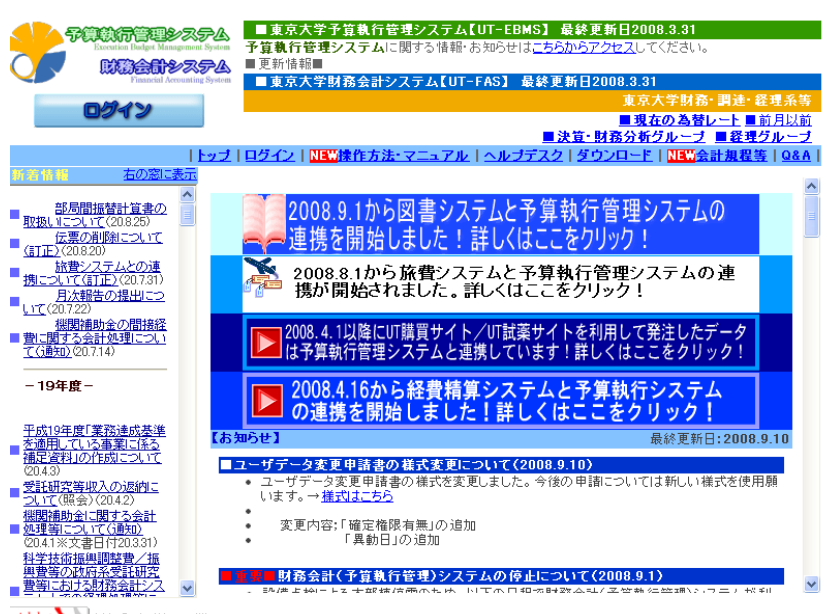 予算執行管理システム
Execution Budget Management System
財務会計システム
Financial Accounting System
ログイン
■東京大学予算執行管理システム【UT-EBMS】 最終更新日2008.3.31
予算執行管理システムに関する情報・お知らせはこちらからアクセスしてください。
■更新情報■
■東京大学財務会計システム【UT-FAS】 最終更新日2008.3.31
東京大学財務・調達・経理系等
■現在の為替レート ■前月以前
■決算・財務分析グループ ■経理グループ
|トップ|ログイン|NEW操作方法・マニュアル|ヘルプデスク|ダウンロード|NEW会計規程等|Q&A|
新着情報 右の窓に表示
部局間振替計算書の
取扱いについて(20.8.25)
伝票の削除について
(訂正)(20.8.20)
旅費システムとの連
携について(訂正)(20.7.31)
月次報告の提出につ
いて(20.7.22)
機関補助金の間接経
費に関する会計処理につい
て(通知)(20.7.14)
－19年度－
平成19年度「業務達成基準
を適用している事業に係る
補足資料」の作成について
(20.4.3)
受託研究等収入の返納に
ついて(照会)(20.4.2)
機関補助金に関する会計
処理等について(通知)
(20.4.1※文書日付20.3.31)
科学技術振興調整費／振
興費等の政府系受託研究
費等における財務会計シス
2008.9.1から図書システムと予算執行管理システムの
連携を開始しました！詳しくはここをクリック！
2008.8.1から旅費システムと予算執行管理システムの連
携が開始されました。詳しくはここをクリック！
2008.4.1以降にUT購買サイト／UT試薬サイトを利用して発注したデータ
は予算執行管理システムと連携しています！詳しくはここをクリック！
2008.4.16から経費精算システムと予算執行システム
の連携を開始しました！詳しくはここをクリック！
【お知らせ】 最終更新日:2008.9.10
■ユーザデータ変更申請書の様式変更について(2008.9.10)
• ユーザデータ変更申請書の様式を変更しました。今後の申請については新しい様式を使用願
います。→様式はこちら
•
• 変更内容;「確定権限有無」の追加
「異動日」の追加
■重要■財務会計(予算執行管理)システムの停止について(2008.9.1)